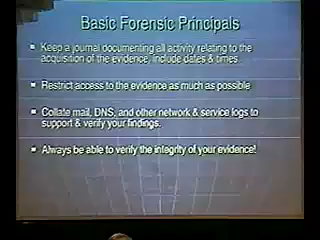 Basic Forensic Principals
Keep a journal documenting all activity relating to the
acquisition of the evidence, include dates & times.
Restrict access to the evidence as much as possible
Collate mail, DNS, and other network & service logs to
support & verify your findings.
Always be able to verify the integrity of your evidence!